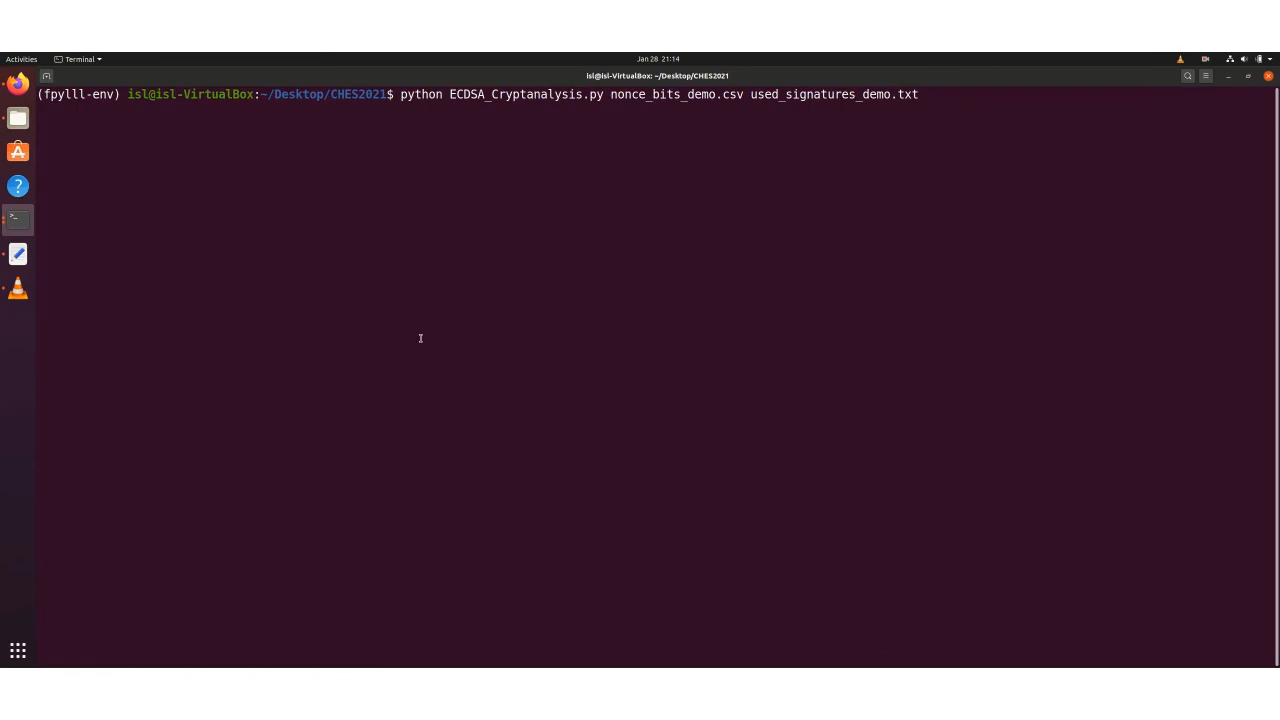 Activities
Terminal
Jan 28 21:14
isl@isl-VirtualBox: ~/Desktop/CHES2021
(fpylll-env) isl@isl-VirtualBox:~/Desktop/CHES2021$ python ECDSA_Cryptanalysis.py nonce_bits_demo.csv used_signatures_demo.txt